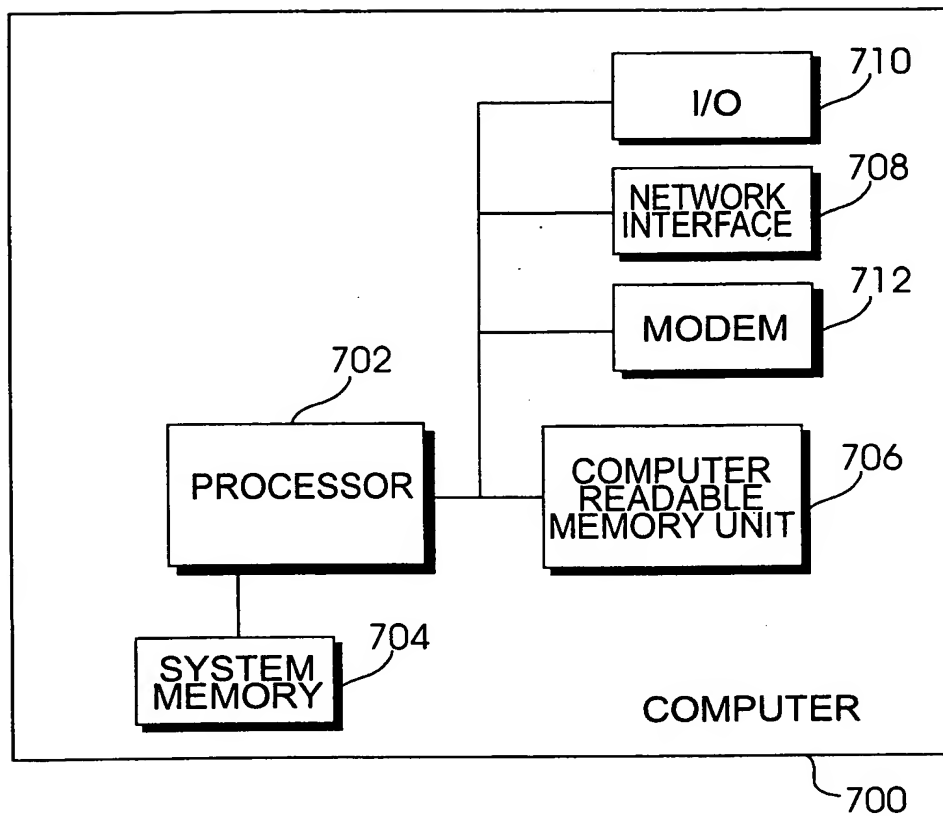 710
I/O
708
NETWORK
INTERFACE
712
MODEM
702
PROCESSOR
706
COMPUTER
READABLE
MEMORY UNIT
704
SYSTEM
MEMORY
COMPUTER
700